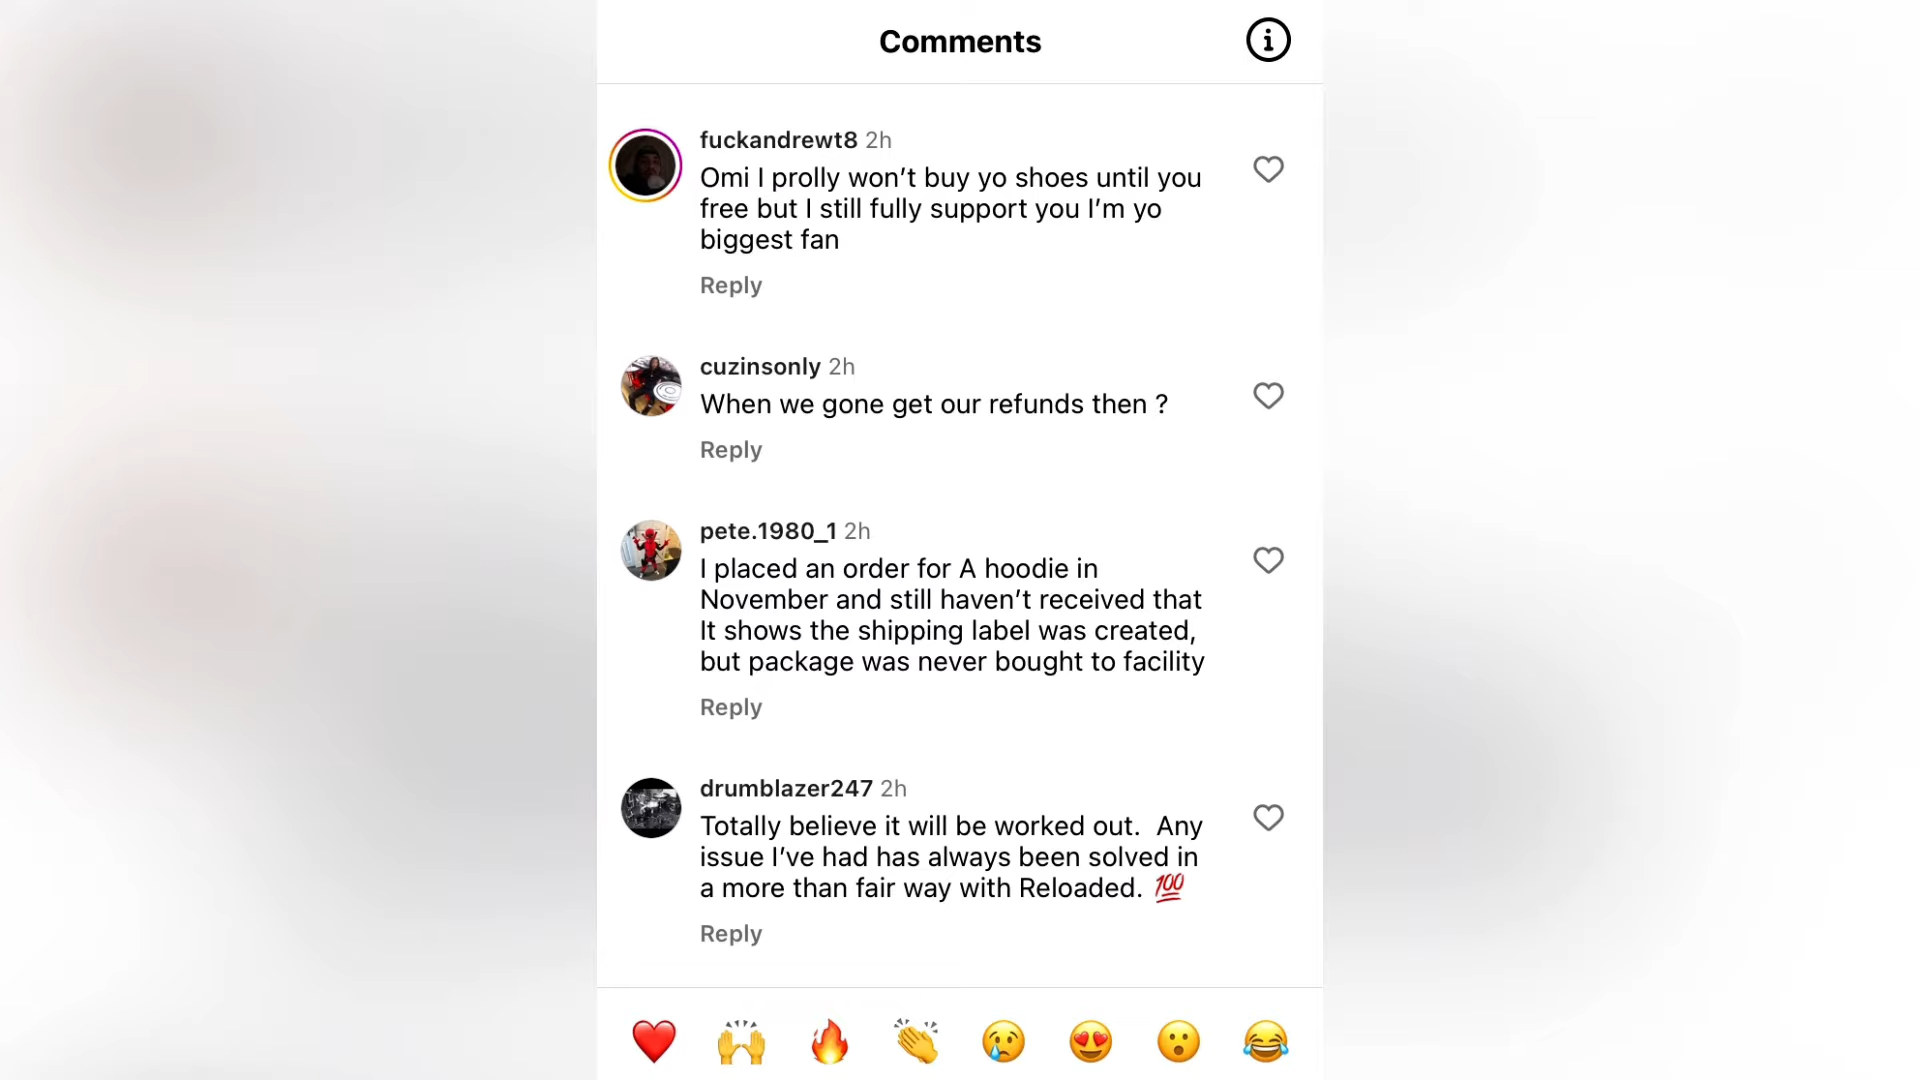 Comments
fuckandrewt8 2h
Omi I prolly won’t buy yo shoes until you
free but I still fully support you I’m yo
biggest fan
Reply
cuzinsonly 2h
When we gone get our refunds then ?
Reply
pete.1980_1 2h
I placed an order for A hoodie in
November and still haven’t received that
It shows the shipping label was created,
but package was never bought to facility
Reply
drumblazer247 2h
Totally believe it will be worked out.  Any
issue I’ve had has always been solved in
a more than fair way with Reloaded. 💯
Reply